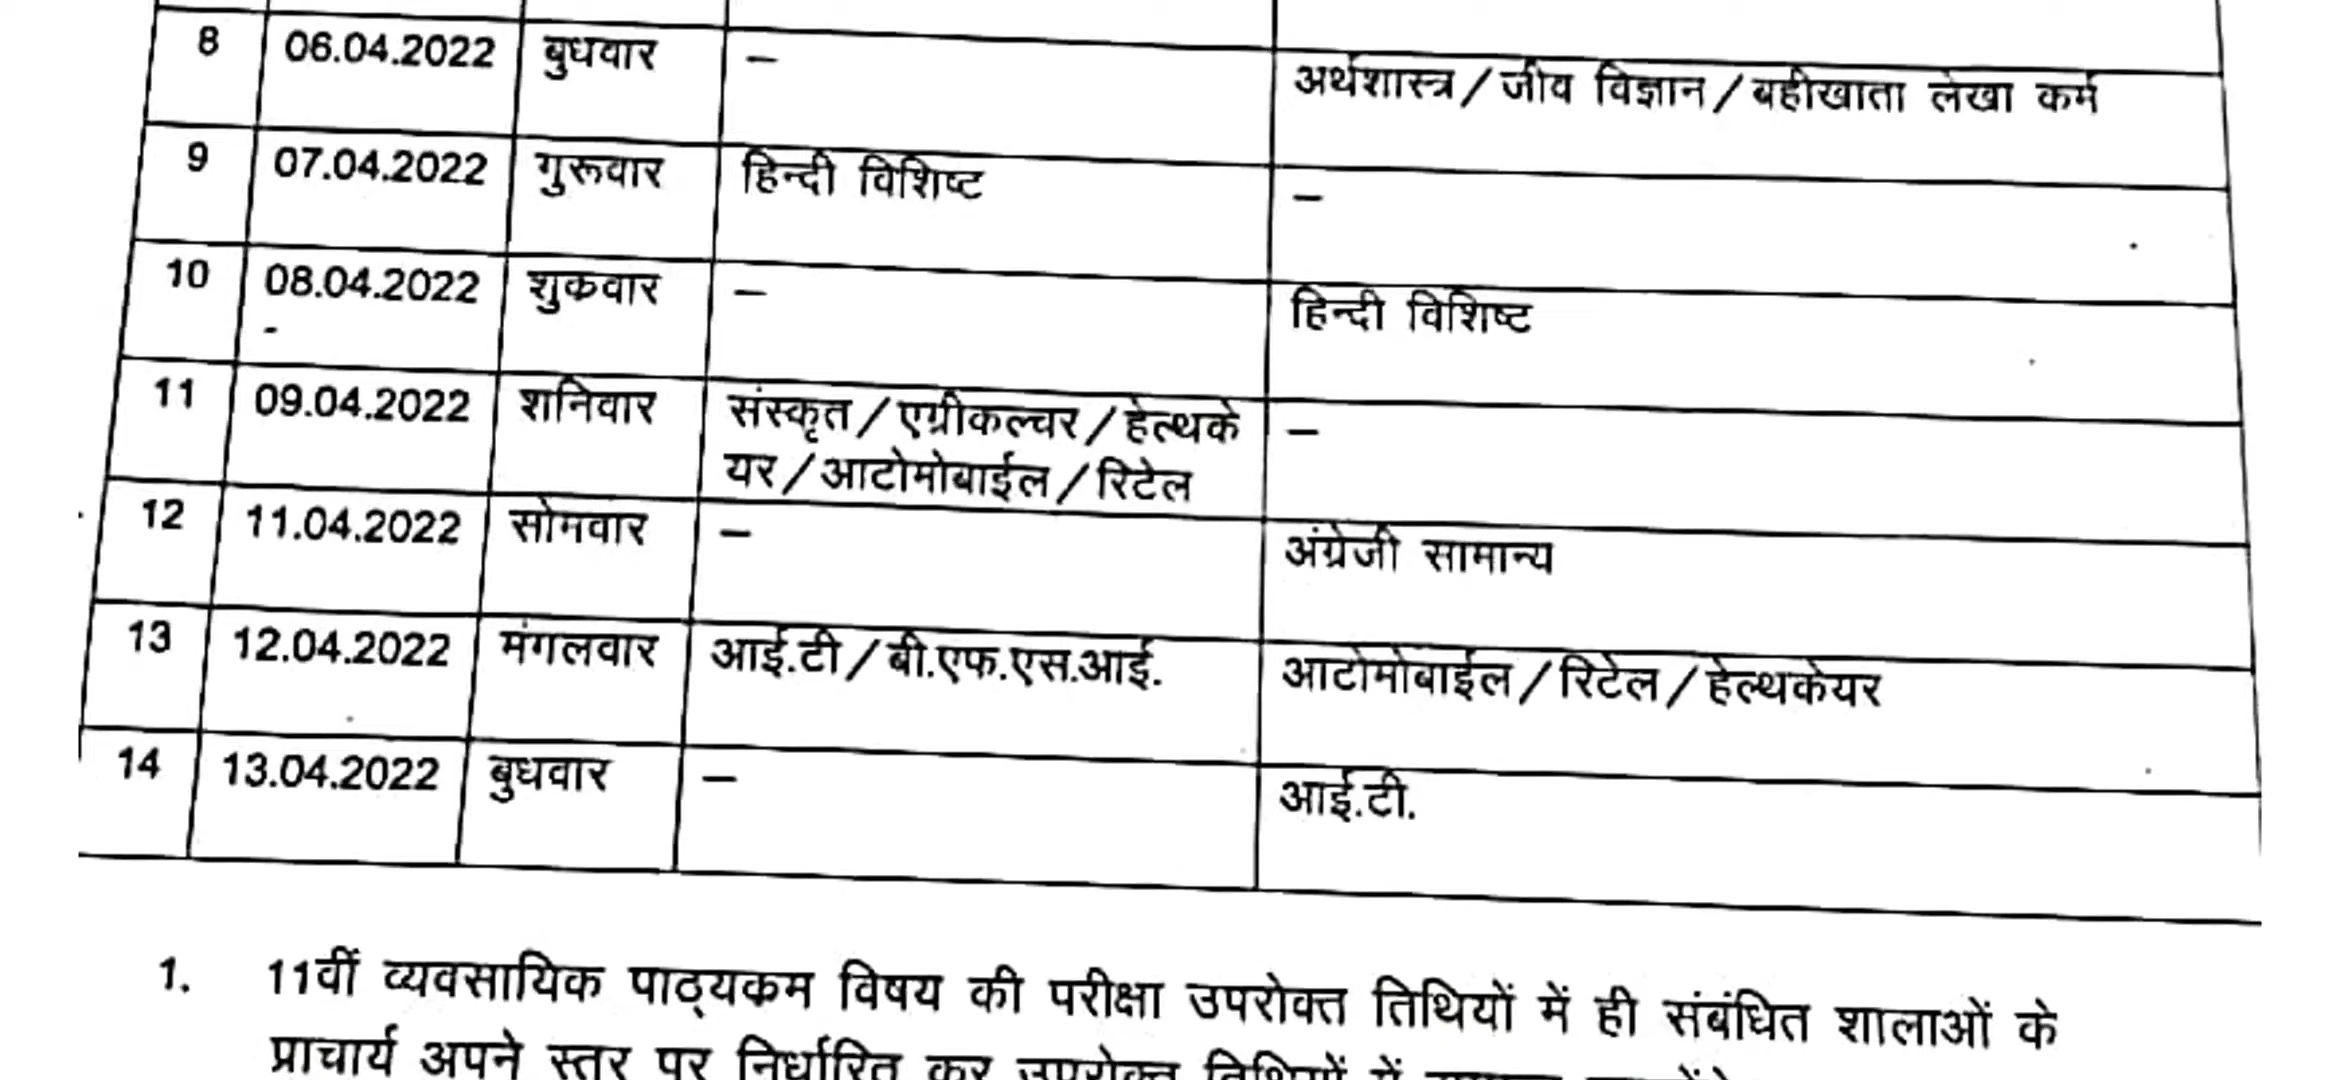 8 06.04.2022 बुधवार – अर्थशास्त्र/जीव विज्ञान/बहीखाता लेखा कर्म
9 07.04.2022 गुरूवार हिन्दी विशिष्ट –
10 08.04.2022 शुकवार – हिन्दी विशिष्ट
11 09.04.2022 शनिवार संस्कृत/एग्रीकल्चर/हेल्थके –
यर/आटोमोबाईल/रिटेल
12 11.04.2022 सोमवार – अंग्रेजी सामान्य
13 12.04.2022 मंगलवार आई.टी/बी.एफ.एस.आई. आटोमोबाईल/रिटेल/हेल्थकेयर
14 13.04.2022 बुधवार – आई.टी.
1. 11वीं व्यवसायिक पाठ्यकम विषय की परीक्षा उपरोक्त तिथियों में ही संबंधित शालाओं के
प्राचार्य अपने स्तर पर निर्धारित कर उपरोक्त तिथियों में